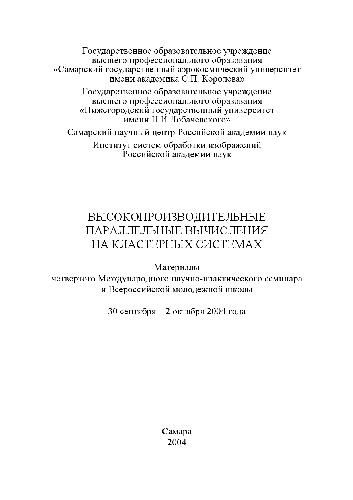 Государственное образовательное учреждение
высшего профессионального образования
«Самарский государственный аэрокосмический университет
имени академика С.П. Королева»
Государственное образовательное учреждение
высшего профессионального образования
«Нижегородский государственный университет
имени Н.И.Лобачевского»
Самарский научный центр Российской академии наук
Институт систем обработки изображений
Российской академии наук
ВЫСОКОПРОИЗВОДИТЕЛЬНЫЕ
ПАРАЛЛЕЛЬНЫЕ ВЫЧИСЛЕНИЯ
НА КЛАСТЕРНЫХ СИСТЕМАХ
Материалы
четвертого Международного научно-практического семинара
и Всероссийской молодежной школы
30 сентября – 2 октября 2004 года
Самара
2004